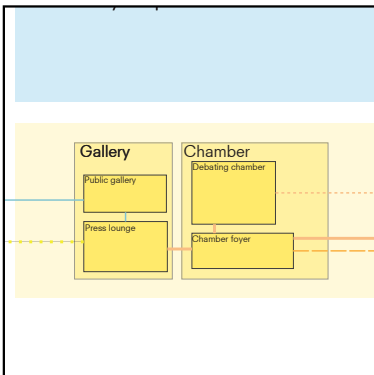 Gallery
Chamber
Public gallery
Debating chamber
Press lounge
Chamber foyer